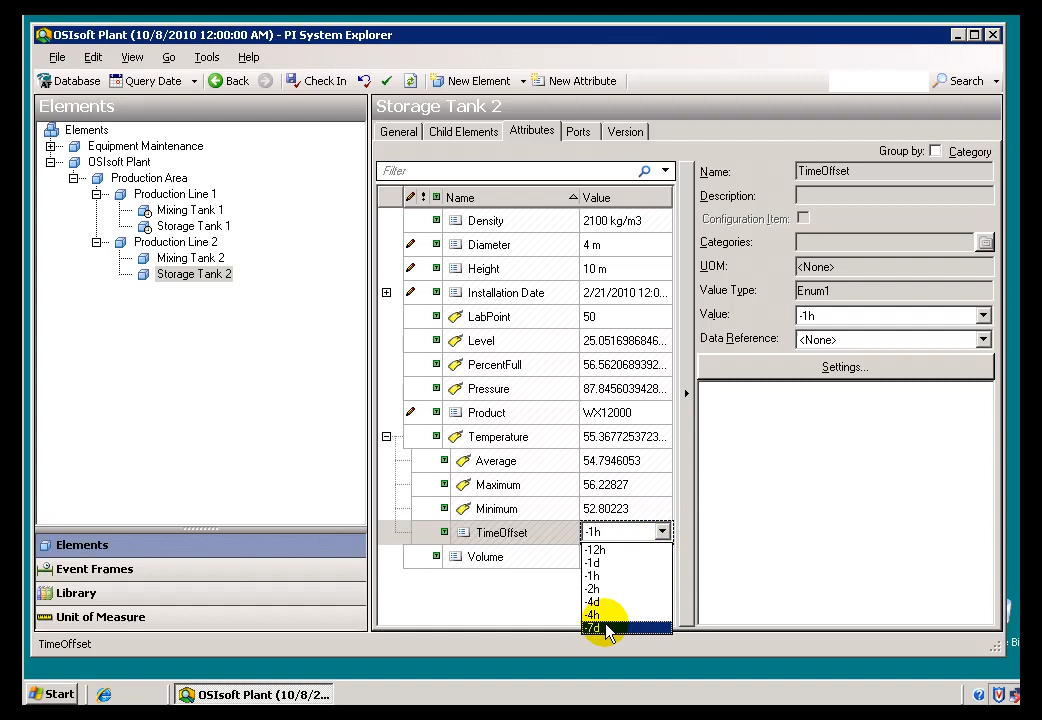 OSIsoft Plant (10/8/2010 12:00:00 AM) - PI System Explorer
File Edit View Go Tools Help
Database Query Date Back Check In New Element New Attribute Search
Elements
Elements
Equipment Maintenance
OSIsoft Plant
Production Area
Production Line 1
Mixing Tank 1
Storage Tank 1
Production Line 2
Mixing Tank 2
Storage Tank 2
Elements
Event Frames
Library
Unit of Measure
Storage Tank 2
General Child Elements Attributes Ports Version
Group by: Category
Filter
Name Value
Density 2100 kg/m3
Diameter 4 m
Height 10 m
Installation Date 2/21/2010 12:0...
LabPoint 50
Level 25.0516986846...
PercentFull 56.5620689392...
Pressure 87.8456039428...
Product WX12000
Temperature 55.3677253723...
Average 54.7946053
Maximum 56.22827
Minimum 52.80223
TimeOffset -1h
Volume
-12h
-1d
-1h
-2h
-4d
-4h
-7d
Name: TimeOffset
Description:
Configuration Item:
Categories:
UOM: <None>
Value Type: Enum1
Value: -1h
Data Reference: <None>
Settings...
TimeOffset
Start OSIsoft Plant (10/8/2...